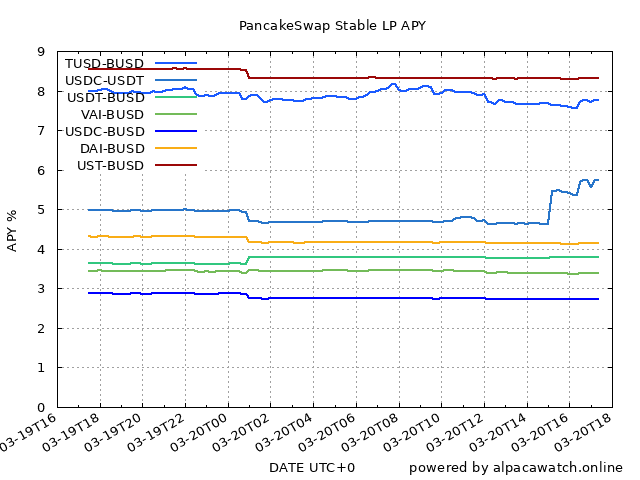 PancakeSwap Stable LP APY
9
8
7
6
5
4
3
2
1
0
APY %
TUSD-BUSD
USDC-USDT
USDT-BUSD
VAI-BUSD
USDC-BUSD
DAI-BUSD
UST-BUSD
03-19T16
03-19T18
03-19T20
03-19T22
03-20T00
03-20T02
03-20T04
03-20T06
03-20T08
03-20T10
03-20T12
03-20T14
03-20T16
03-20T18
DATE UTC+0
powered by alpacawatch.online